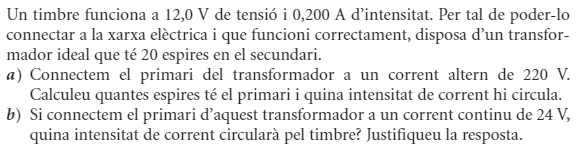 Un timbre funciona a 12,0 V de tensió i 0,200 A d'intensitat. Per tal de poder-lo
connectar a la xarxa elèctrica i que funcioni correctament, disposa d'un transfor-
mador ideal que té 20 espires en el secundari.
a) Connectem el primari del transformador a un corrent altern de 220 V.
Calculeu quantes espires té el primari i quina intensitat de corrent hi circula.
b) Si connectem el primari d'aquest transformador a un corrent continu de 24 V,
quina intensitat de corrent circularà pel timbre? Justifiqueu la resposta.